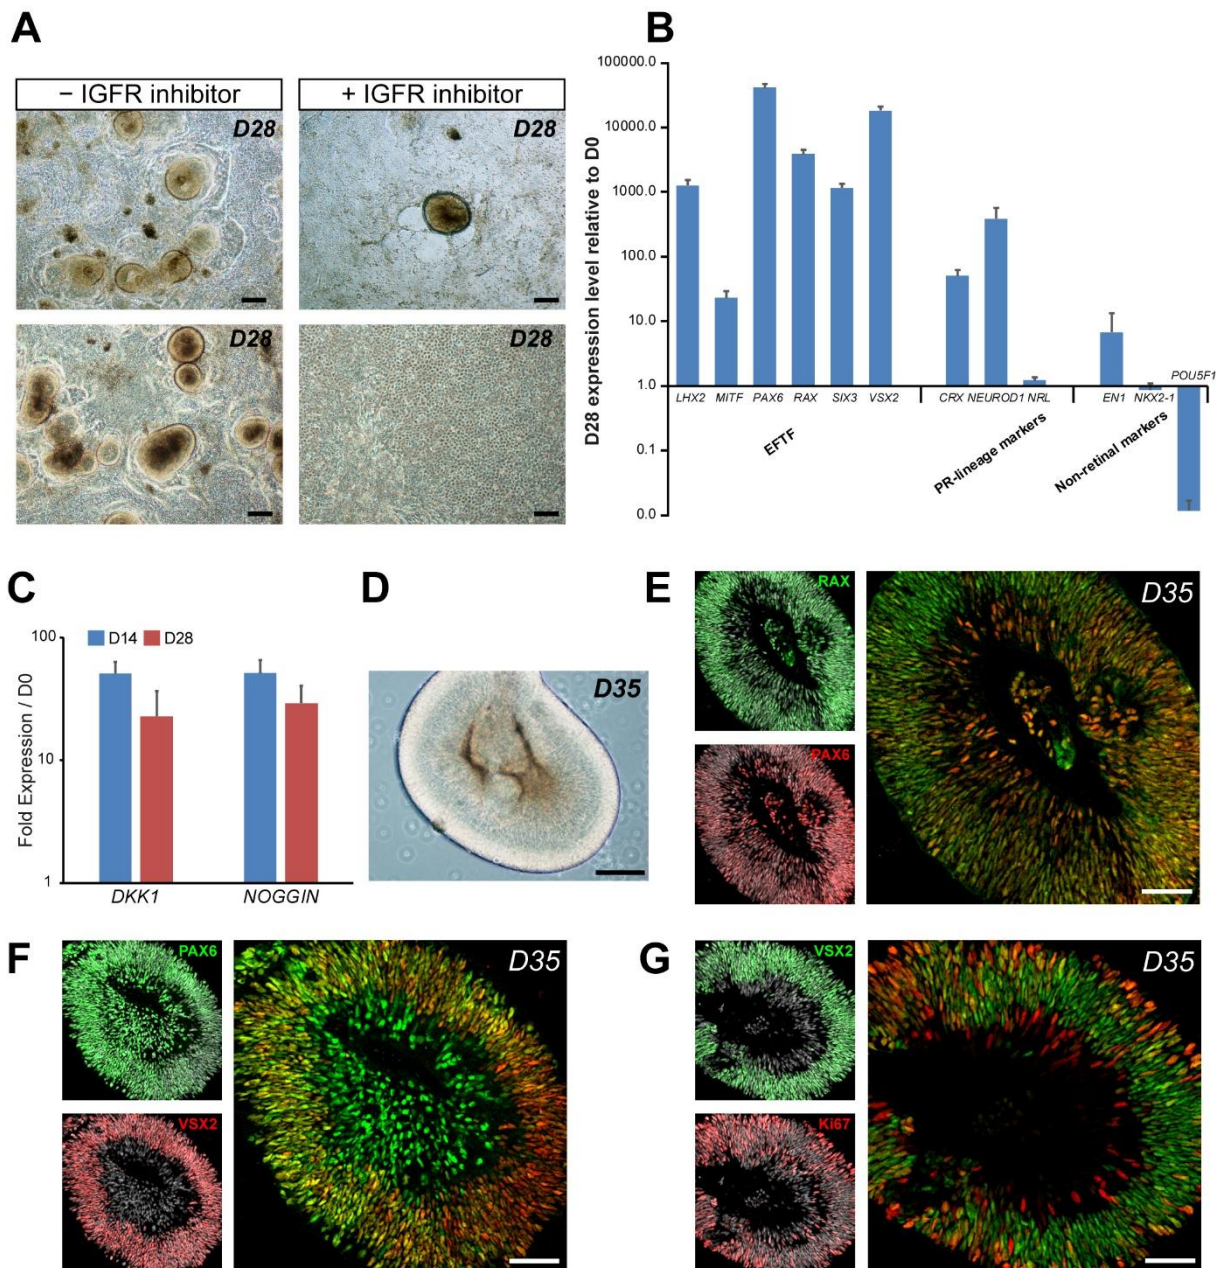 A
− IGFR inhibitor
+ IGFR inhibitor
D28
D28
D28
D28
B
D28 expression level relative to D0
100000.0
10000.0
1000.0
100.0
10.0
1.0
0.1
0.0
LHX2 MITF PAX6 RAX SIX3 VSX2
CRX NEUROD1 NRL
EN1 NKX2-1
POU5F1
EFTF
PR-lineage markers
Non-retinal markers
C
Fold Expression / D0
D14 D28
100
10
1
DKK1 NOGGIN
D
D35
E
RAX
PAX6
D35
F
PAX6
VSX2
D35
G
VSX2
Ki67
D35